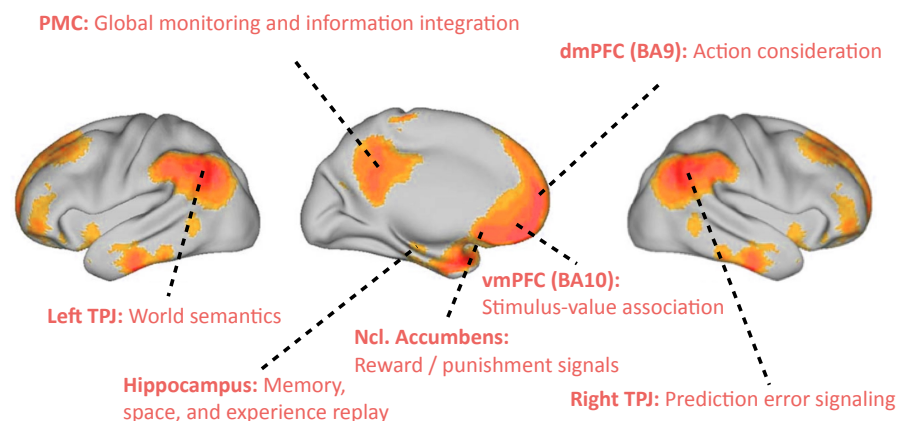 PMC: Global monitoring and information integration
dmPFC (BA9): Action consideration
vmPFC (BA10):
Stimulus-value association
Left TPJ: World semantics
Ncl. Accumbens:
Reward / punishment signals
Hippocampus: Memory,
space, and experience replay
Right TPJ: Prediction error signaling